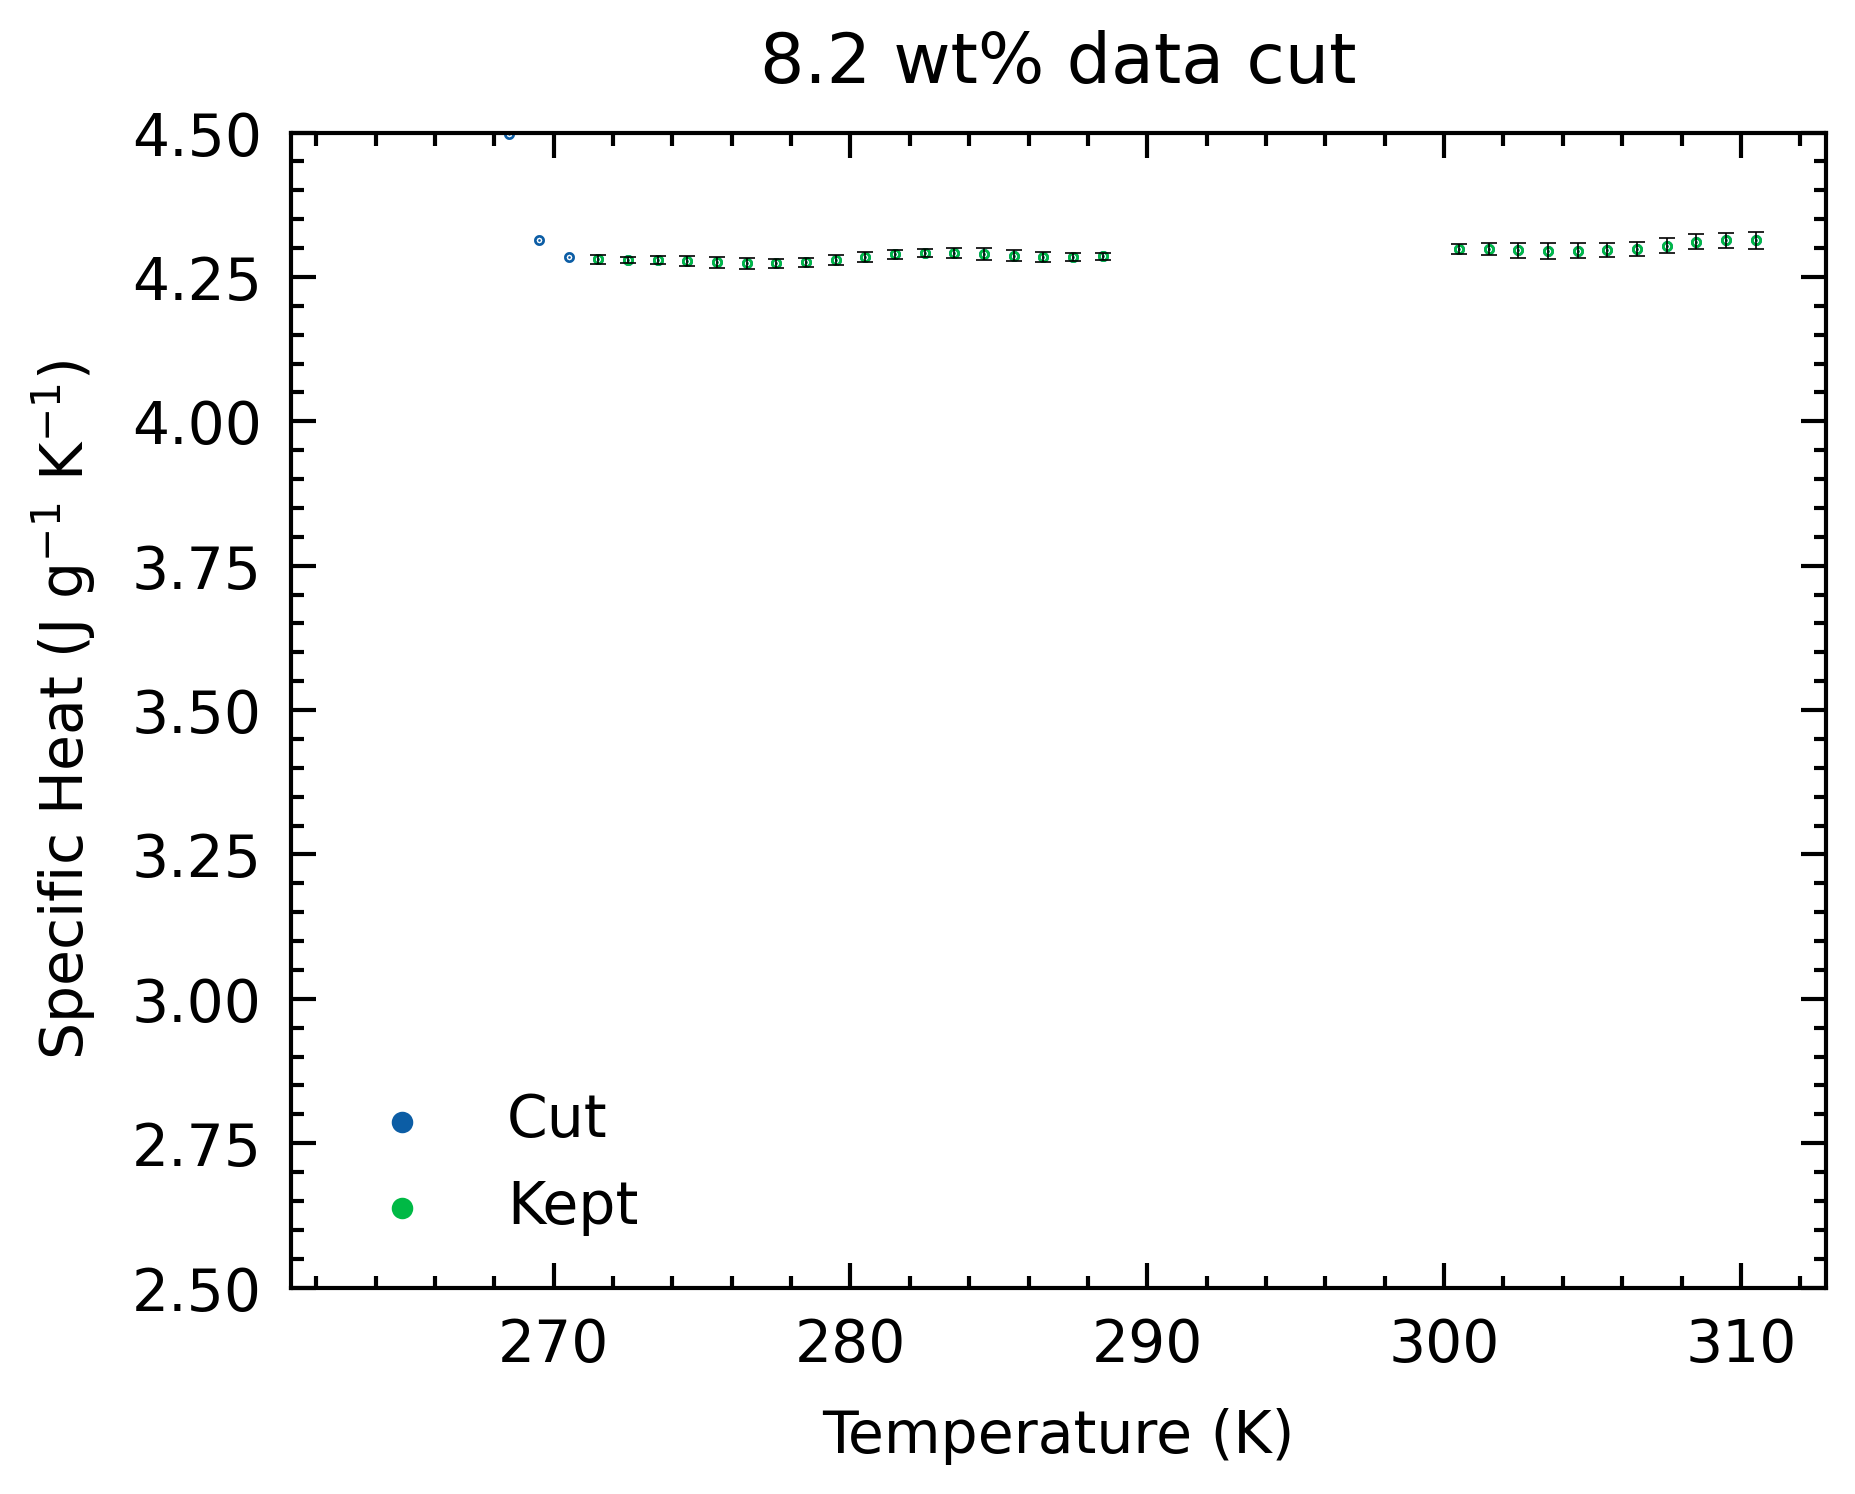 8.2 wt% data cut
4.50
4.25
4.00
3.75
3.50
3.25
3.00
2.75
2.50
Specific Heat (J g⁻¹ K⁻¹)
Cut
Kept
270 280 290 300 310
Temperature (K)